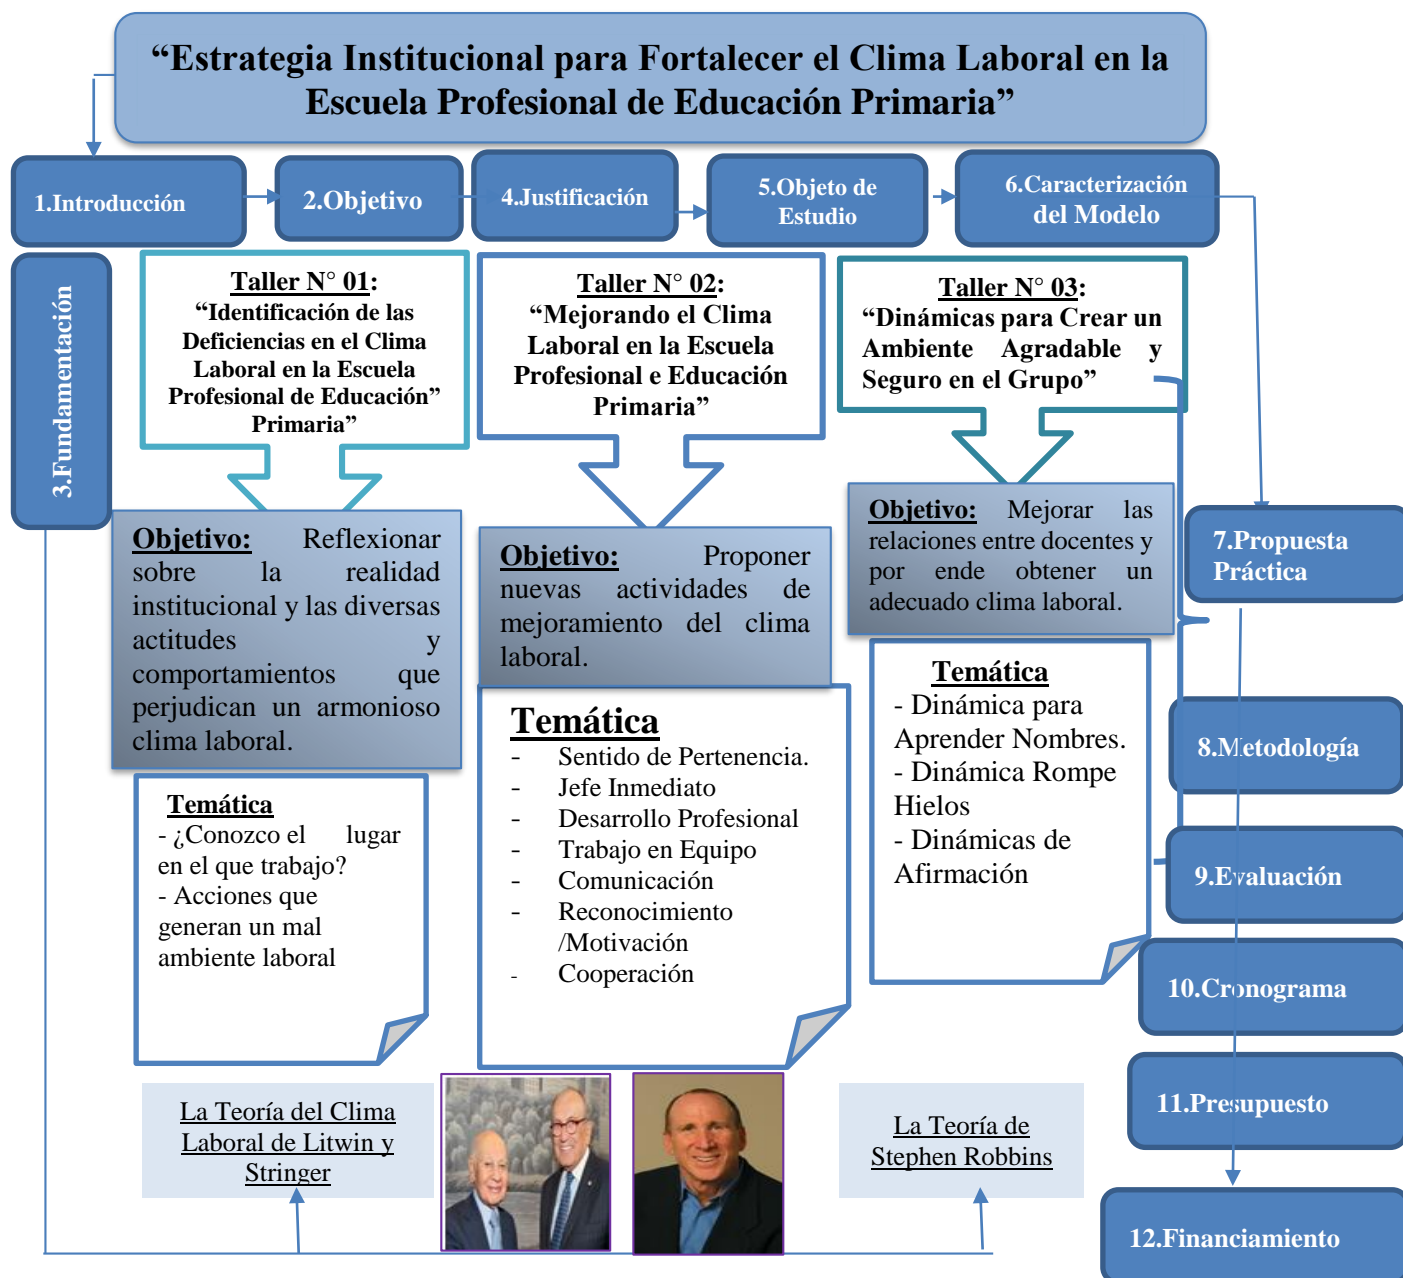 “Estrategia Institucional para Fortalecer el Clima Laboral en la
Escuela Profesional de Educación Primaria”
1.Introducción
2.Objetivo
4.Justificación
5.Objeto de
Estudio
6.Caracterización
del Modelo
3.Fundamentación
Taller N° 01:
“Identificación de las
Deficiencias en el Clima
Laboral en la Escuela
Profesional de Educación”
Primaria”
Objetivo: Reflexionar
sobre la realidad
institucional y las diversas
actitudes y
comportamientos que
perjudican un armonioso
clima laboral.
Temática
- ¿Conozco el lugar
en el que trabajo?
- Acciones que
generan un mal
ambiente laboral
Taller N° 02:
“Mejorando el Clima
Laboral en la Escuela
Profesional e Educación
Primaria”
Objetivo: Proponer
nuevas actividades de
mejoramiento del clima
laboral.
Temática
- Sentido de Pertenencia.
- Jefe Inmediato
- Desarrollo Profesional
- Trabajo en Equipo
- Comunicación
- Reconocimiento
/Motivación
- Cooperación
Taller N° 03:
“Dinámicas para Crear un
Ambiente Agradable y
Seguro en el Grupo”
Objetivo: Mejorar las
relaciones entre docentes y
por ende obtener un
adecuado clima laboral.
Temática
- Dinámica para
Aprender Nombres.
- Dinámica Rompe
Hielos
- Dinámicas de
Afirmación
7.Propuesta
Práctica
8.Metodología
9.Evaluación
10.Cronograma
11.Presupuesto
12.Financiamiento
La Teoría del Clima
Laboral de Litwin y
Stringer
La Teoría de
Stephen Robbins